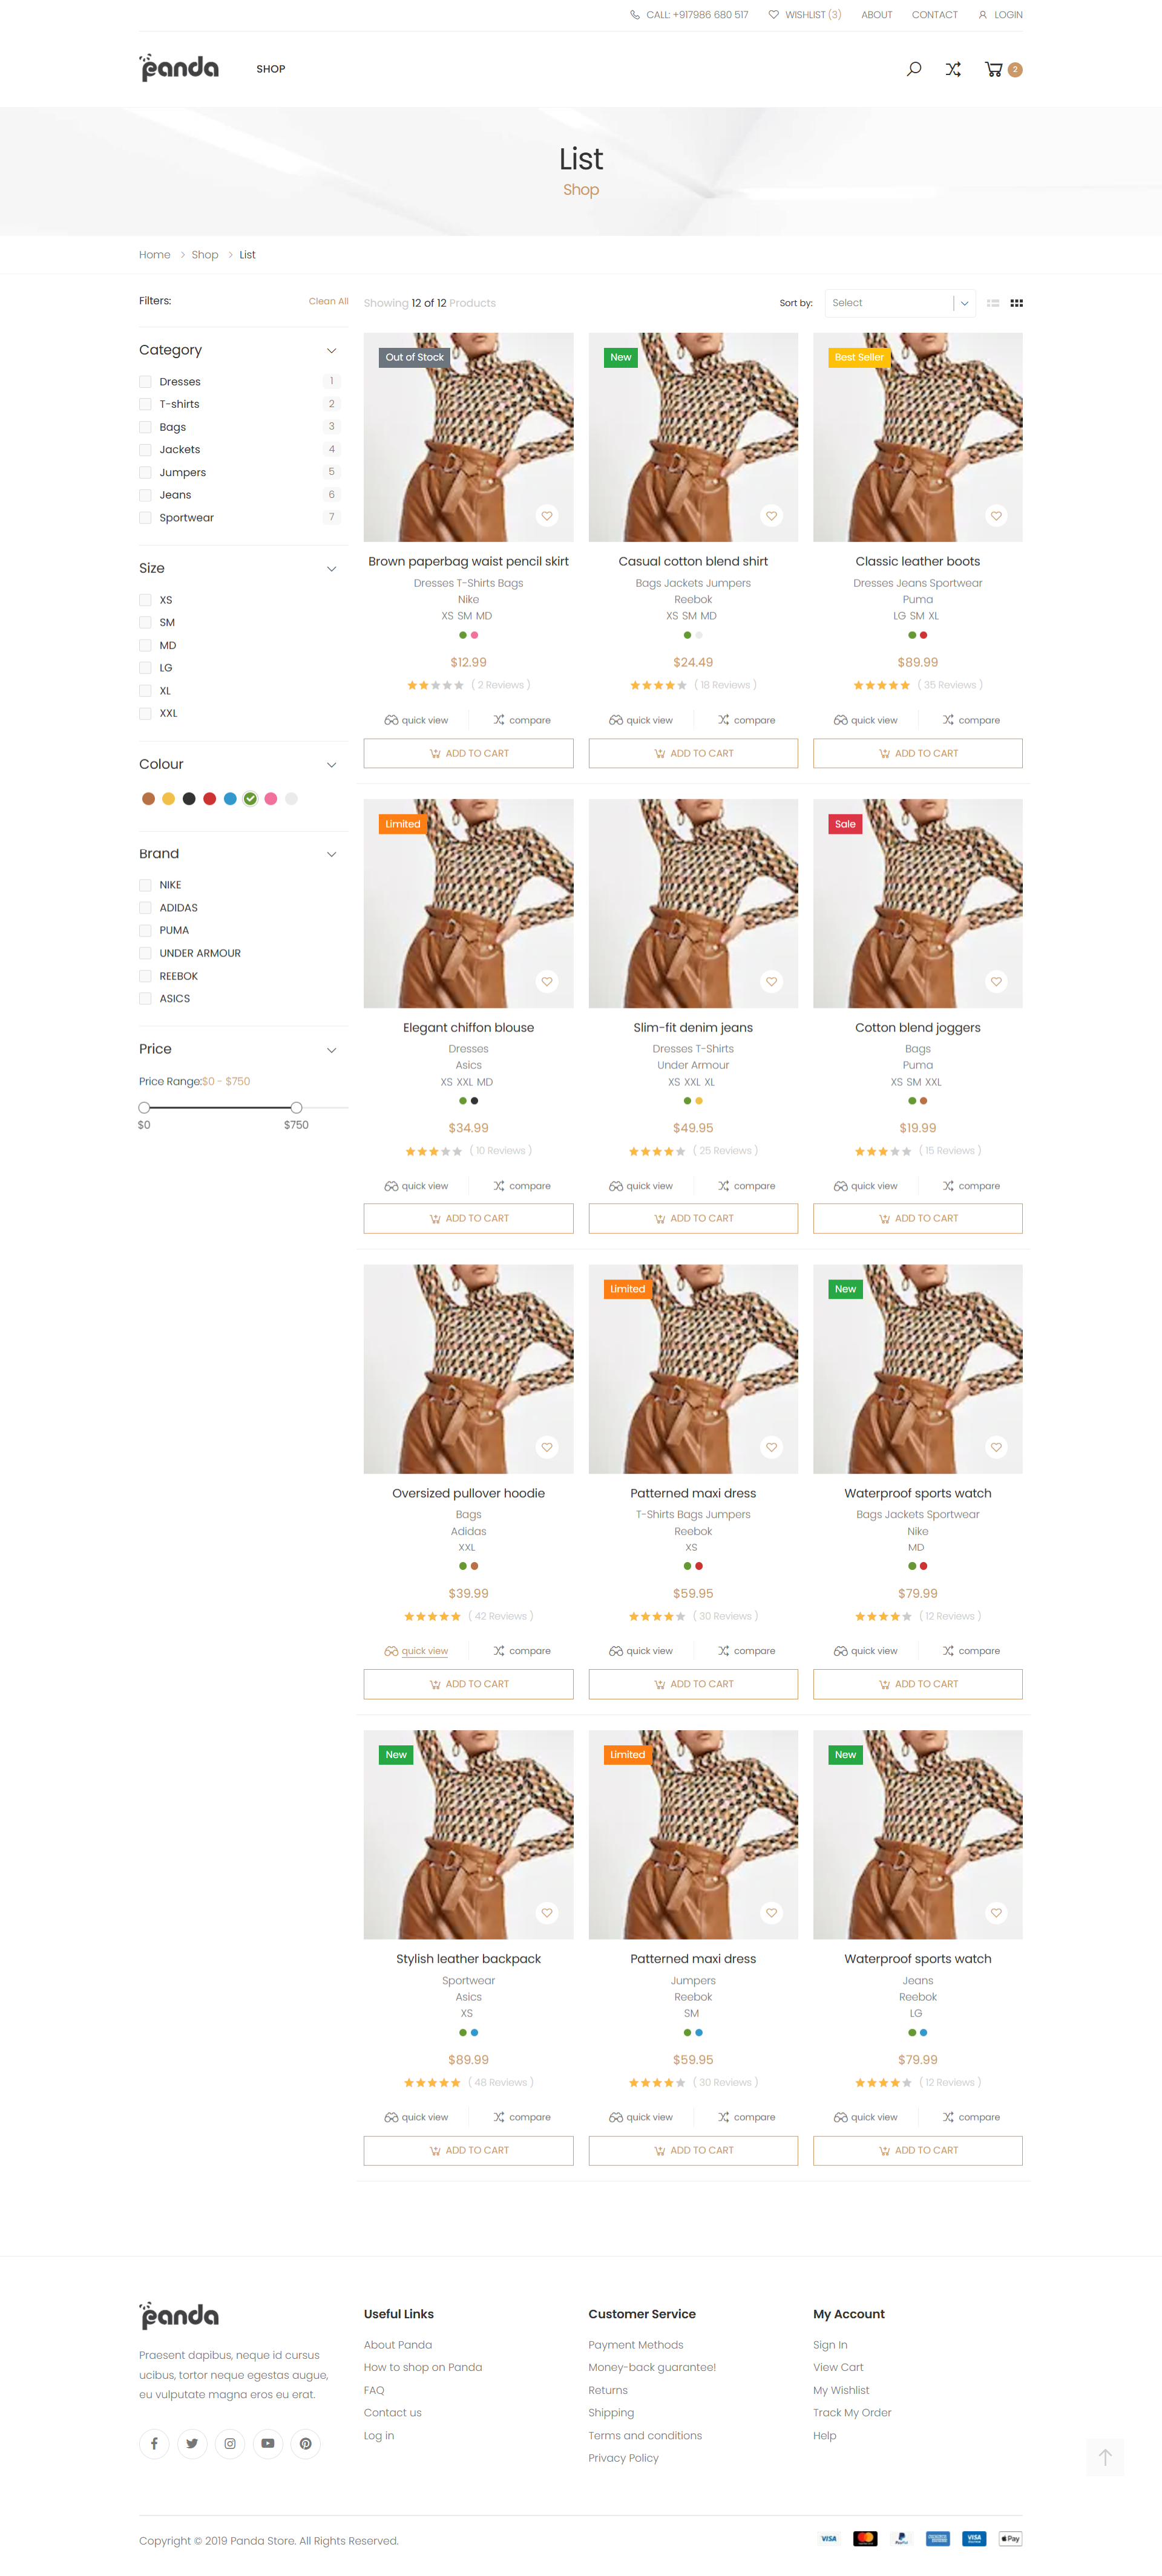 CALL: +917986 680 517 WISHLIST (3) ABOUT CONTACT LOGIN
panda SHOP 2
List
Shop
Home > Shop > List
Filters: Clean All
Category
Dresses 1
T-shirts 2
Bags 3
Jackets 4
Jumpers 5
Jeans 6
Sportwear 7
Size
XS
SM
MD
LG
XL
XXL
Colour
Brand
NIKE
ADIDAS
PUMA
UNDER ARMOUR
REEBOK
ASICS
Price
Price Range:$0 - $750
$0 $750
Showing 12 of 12 Products Sort by: Select
Out of Stock New Best Seller
Brown paperbag waist pencil skirt Casual cotton blend shirt Classic leather boots
Dresses T-Shirts Bags Bags Jackets Jumpers Dresses Jeans Sportwear
Nike Reebok Puma
XS SM MD XS SM MD LG SM XL
$12.99 $24.49 $89.99
( 2 Reviews ) ( 18 Reviews ) ( 35 Reviews )
quick view compare quick view compare quick view compare
ADD TO CART ADD TO CART ADD TO CART
Limited Sale
Elegant chiffon blouse Slim-fit denim jeans Cotton blend joggers
Dresses Dresses T-Shirts Bags
Asics Under Armour Puma
XS XXL MD XS XXL XL XS SM XXL
$34.99 $49.95 $19.99
( 10 Reviews ) ( 25 Reviews ) ( 15 Reviews )
quick view compare quick view compare quick view compare
ADD TO CART ADD TO CART ADD TO CART
Limited New
Oversized pullover hoodie Patterned maxi dress Waterproof sports watch
Bags T-Shirts Bags Jumpers Bags Jackets Sportwear
Adidas Reebok Nike
XXL XS MD
$39.99 $59.95 $79.99
( 42 Reviews ) ( 30 Reviews ) ( 12 Reviews )
quick view compare quick view compare quick view compare
ADD TO CART ADD TO CART ADD TO CART
New Limited New
Stylish leather backpack Patterned maxi dress Waterproof sports watch
Sportwear Jumpers Jeans
Asics Reebok Reebok
XS SM LG
$89.99 $59.95 $79.99
( 48 Reviews ) ( 30 Reviews ) ( 12 Reviews )
quick view compare quick view compare quick view compare
ADD TO CART ADD TO CART ADD TO CART
panda
Praesent dapibus, neque id cursus
ucibus, tortor neque egestas augue,
eu vulputate magna eros eu erat.
Useful Links
About Panda
How to shop on Panda
FAQ
Contact us
Log in
Customer Service
Payment Methods
Money-back guarantee!
Returns
Shipping
Terms and conditions
Privacy Policy
My Account
Sign In
View Cart
My Wishlist
Track My Order
Help
Copyright © 2019 Panda Store. All Rights Reserved.
VISA PayPal VISA Pay